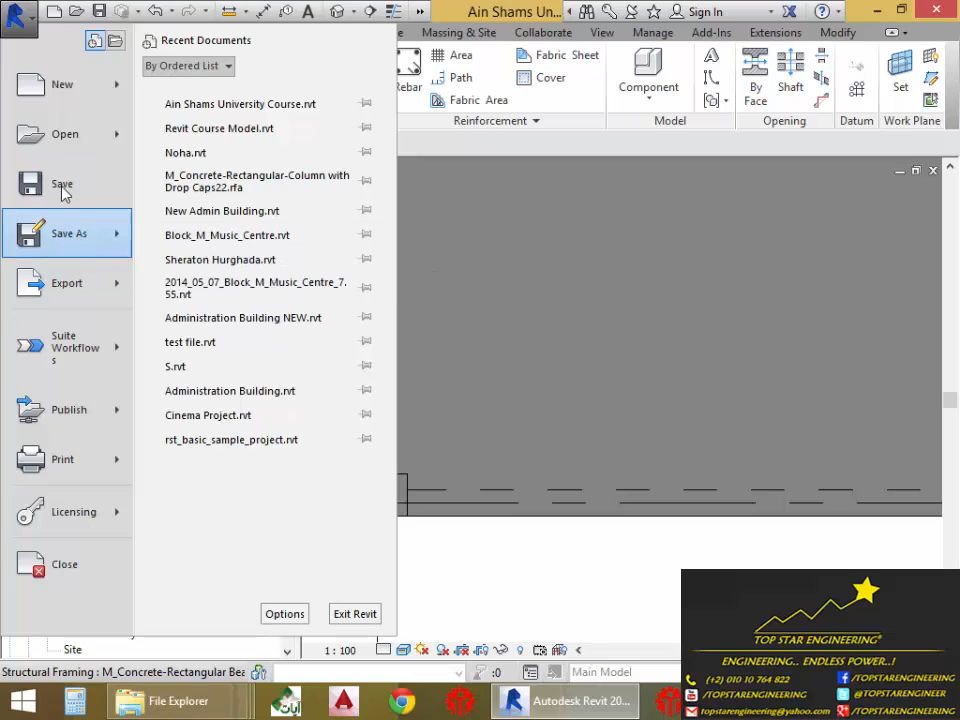 Ain Shams Un...
Sign In
Massing & Site
Collaborate
View
Manage
Add-Ins
Extensions
Modify
Recent Documents
By Ordered List
New
Open
Save
Save As
Export
Suite
Workflow
s
Publish
Print
Licensing
Close
Ain Shams University Course.rvt
Revit Course Model.rvt
Noha.rvt
M_Concrete-Rectangular-Column with
Drop Caps22.rfa
New Admin Building.rvt
Block_M_Music_Centre.rvt
Sheraton Hurghada.rvt
2014_05_07_Block_M_Music_Centre_7.
55.rvt
Administration Building NEW.rvt
test file.rvt
S.rvt
Administration Building.rvt
Cinema Project.rvt
rst_basic_sample_project.rvt
Options
Exit Revit
Rebar
Area
Path
Fabric Area
Fabric Sheet
Cover
Reinforcement
Component
Model
By
Face
Shaft
Opening
Datum
Set
Work Plane
Site
1 : 100
Structural Framing : M_Concrete-Rectangular Bea
:0
Main Model
File Explorer
Autodesk Revit 20...
TOP STAR ENGINEERING®
ENGINEERING.. ENDLESS POWER..!
(+2) 010 10 764 822
/TOPSTARENGINEERING
/TOPSTARENGINEERING
@TOPSTARENGINEER
topstarengineering@yahoo.com
/TOPSTARENGINEERING